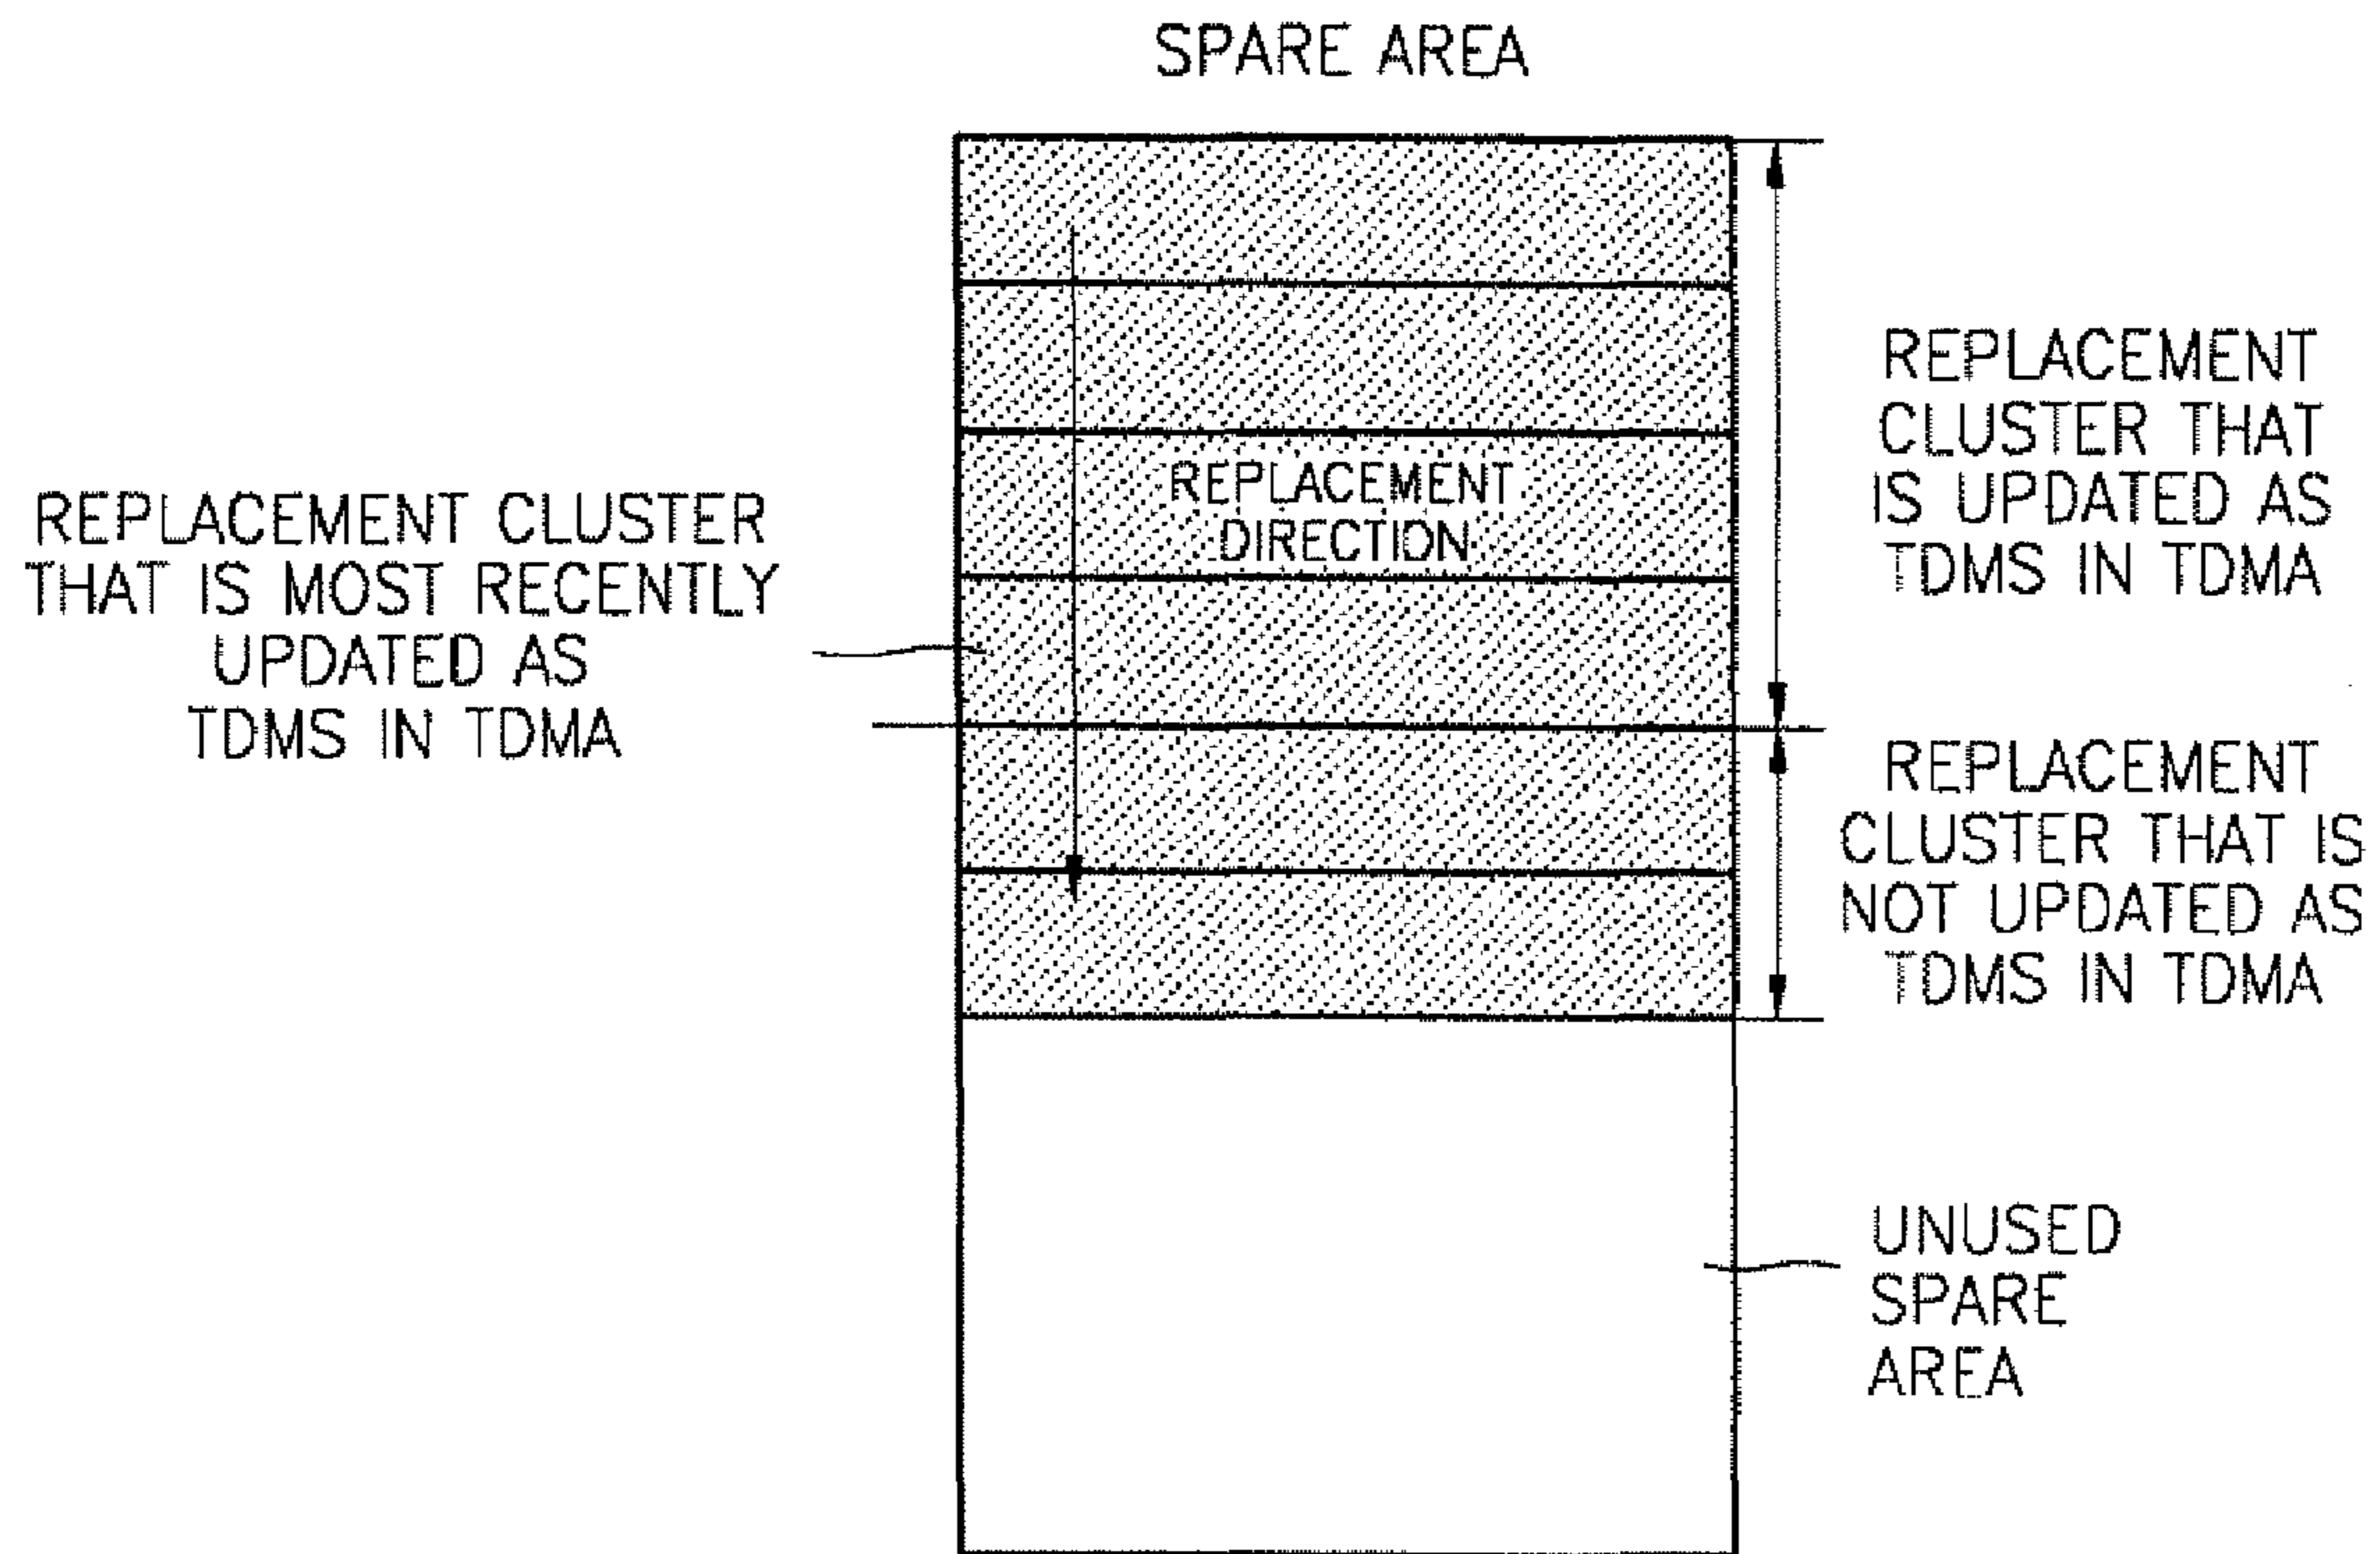 SPARE AREA
REPLACEMENT
CLUSTER THAT
IS UPDATED AS
TDMS IN TDMA
REPLACEMENT
DIRECTION
REPLACEMENT CLUSTER
THAT IS MOST RECENTLY
UPDATED AS
TDMS IN TDMA
REPLACEMENT
CLUSTER THAT IS
NOT UPDATED AS
TDMS IN TDMA
UNUSED
SPARE
AREA